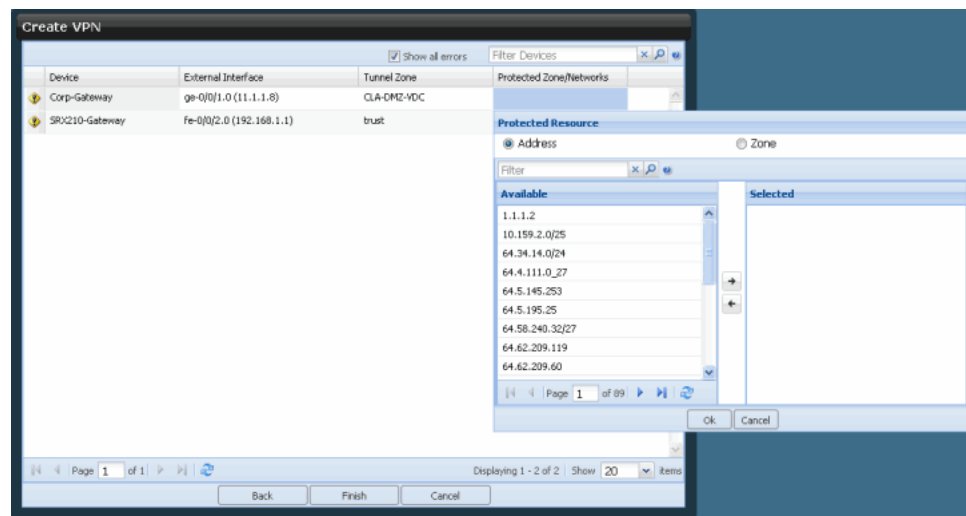 Create VPN
Show all errors Filter Devices
Device External Interface Tunnel Zone Protected Zone/Networks
Corp-Gateway ge-0/0/1.0 (11.1.1.8) CLA-DMZ-VDC
SRX210-Gateway fe-0/0/2.0 (192.168.1.1) trust
Protected Resource
Address Zone
Filter
Available Selected
1.1.1.2
10.159.2.0/25
64.34.14.0/24
64.4.111.0_27
64.5.145.253
64.5.195.25
64.58.240.32/27
64.62.209.119
64.62.209.60
Page 1 of 89
Ok Cancel
Page 1 of 1 Displaying 1 - 2 of 2 Show 20 items
Back Finish Cancel